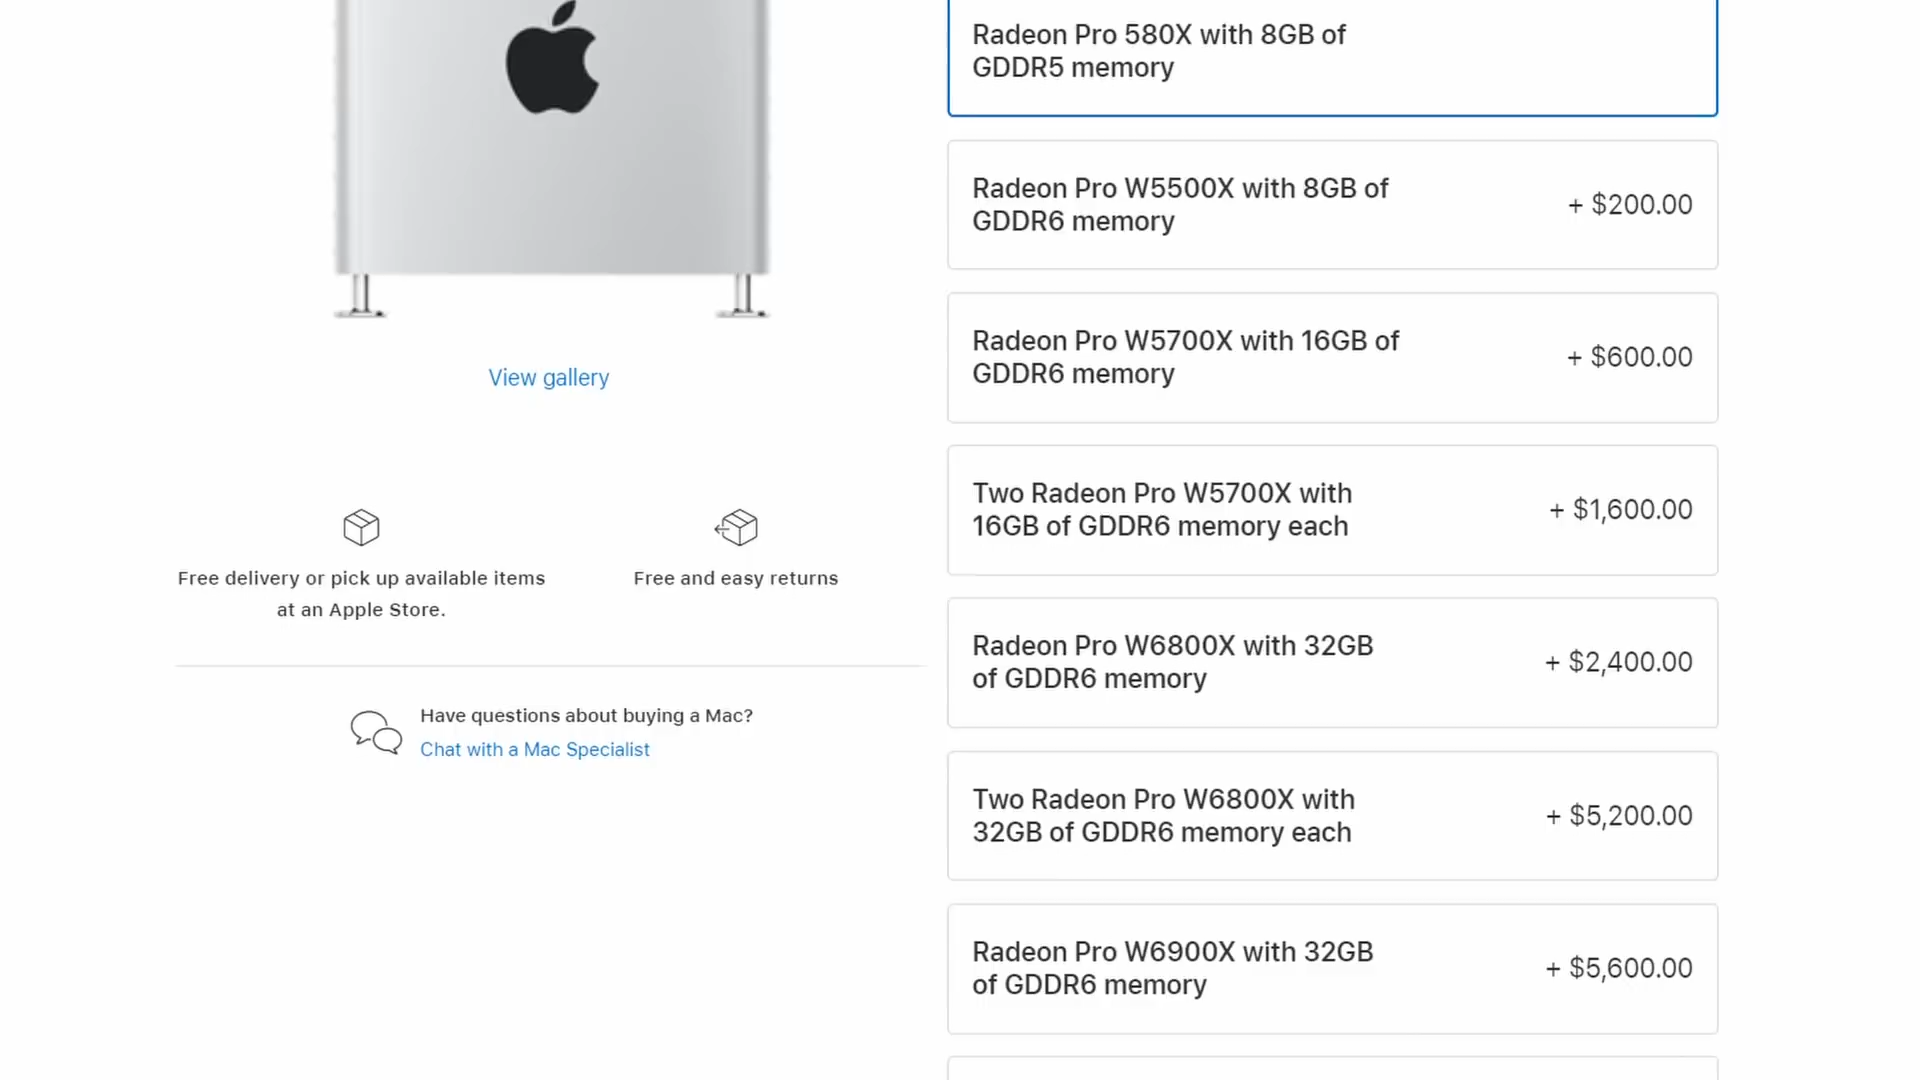 Radeon Pro 580X with 8GB of
GDDR5 memory
Radeon Pro W5500X with 8GB of
GDDR6 memory
+ $200.00
Radeon Pro W5700X with 16GB of
GDDR6 memory
+ $600.00
View gallery
Two Radeon Pro W5700X with
16GB of GDDR6 memory each
+ $1,600.00
Free delivery or pick up available items
at an Apple Store.
Free and easy returns
Radeon Pro W6800X with 32GB
of GDDR6 memory
+ $2,400.00
Have questions about buying a Mac?
Chat with a Mac Specialist
Two Radeon Pro W6800X with
32GB of GDDR6 memory each
+ $5,200.00
Radeon Pro W6900X with 32GB
of GDDR6 memory
+ $5,600.00